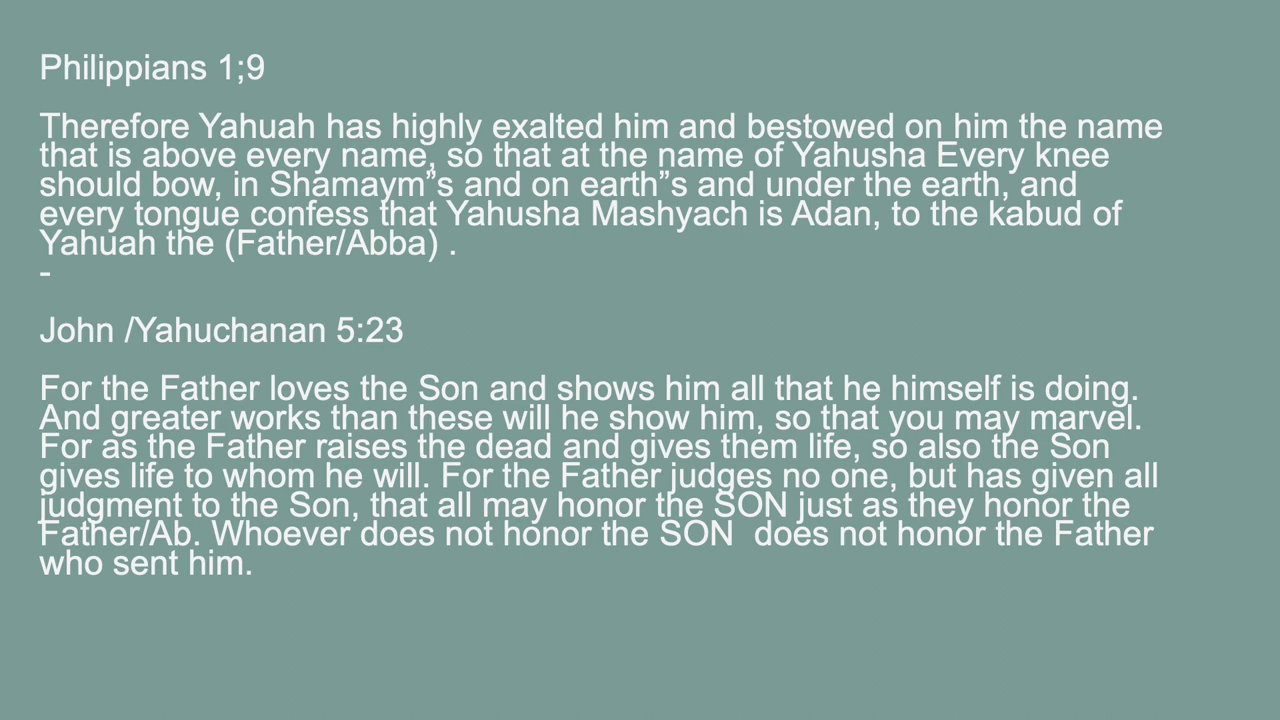 Philippians 1;9
Therefore Yahuah has highly exalted him and bestowed on him the name
that is above every name, so that at the name of Yahusha Every knee
should bow, in Shamaym”s and on earth”s and under the earth, and
every tongue confess that Yahusha Mashyach is Adan, to the kabud of
Yahuah the (Father/Abba) .
-
John /Yahuchanan 5:23
For the Father loves the Son and shows him all that he himself is doing.
And greater works than these will he show him, so that you may marvel.
For as the Father raises the dead and gives them life, so also the Son
gives life to whom he will. For the Father judges no one, but has given all
judgment to the Son, that all may honor the SON just as they honor the
Father/Ab. Whoever does not honor the SON  does not honor the Father
who sent him.